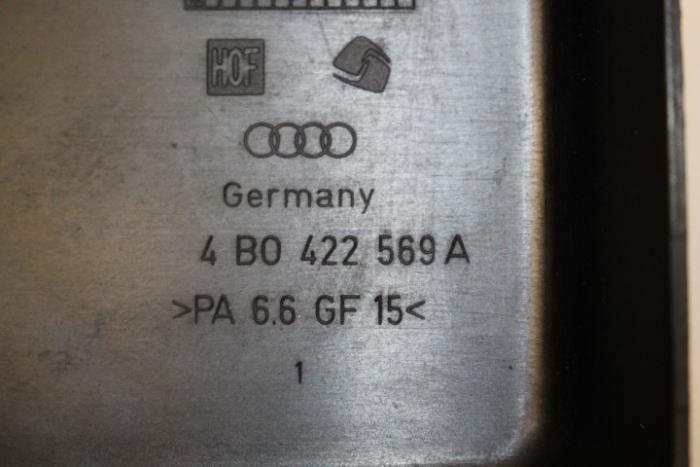 HOF
Germany
4 B0 422 569 A
>PA 6.6 GF 15<
1